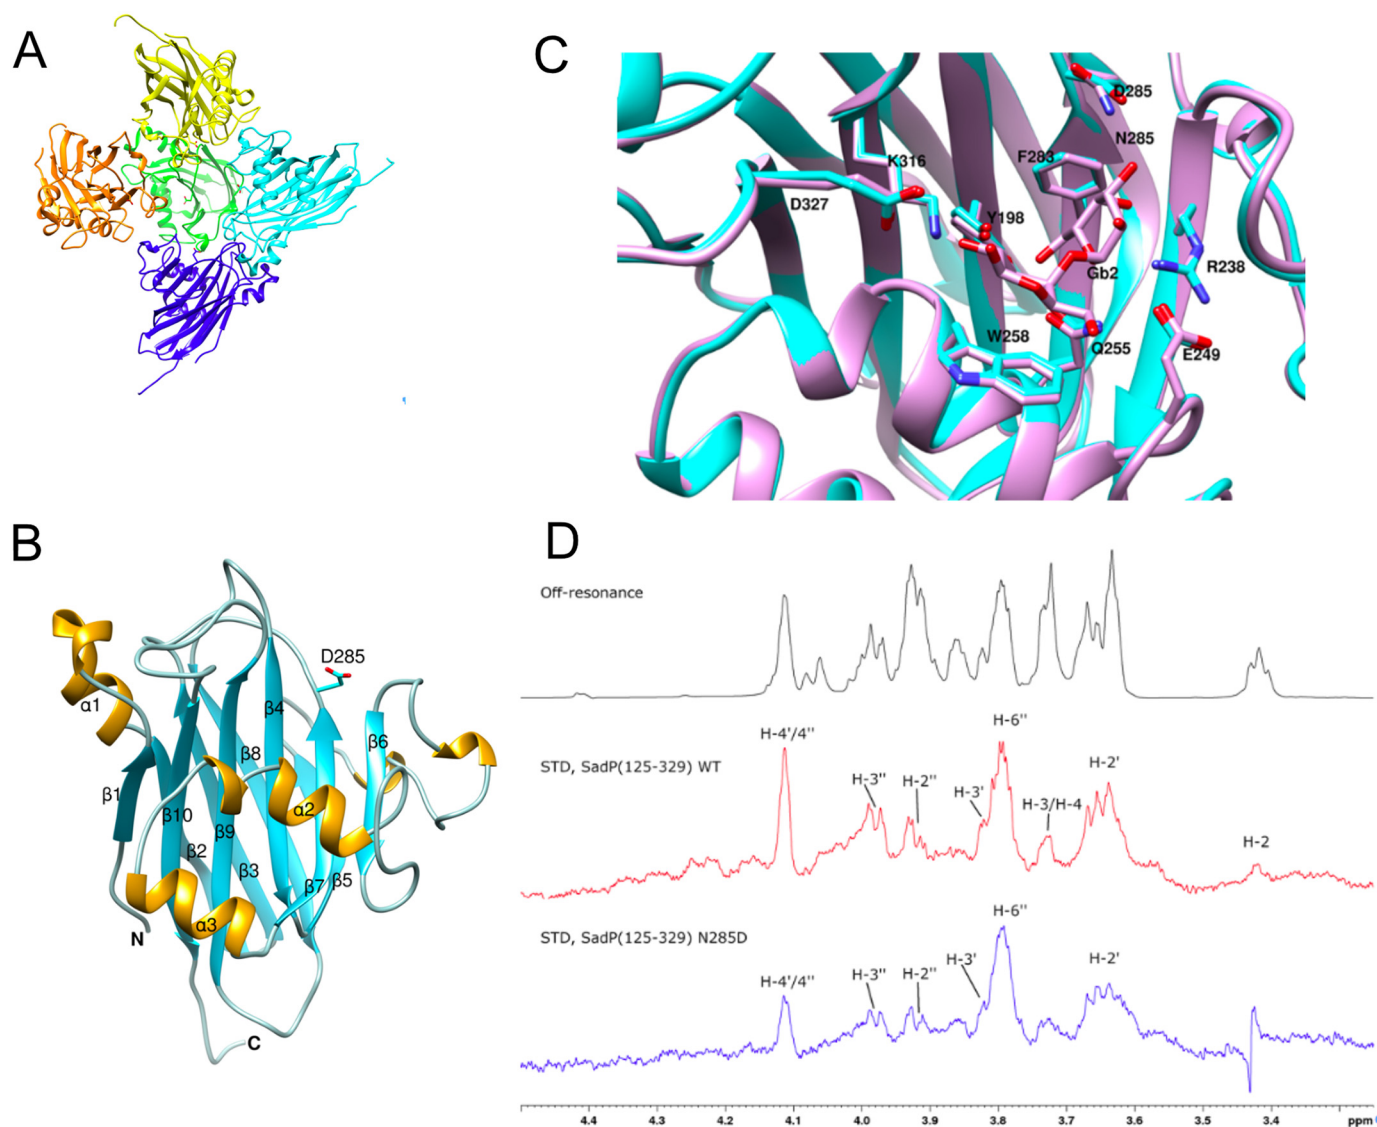 A
C
D285
N285
F283
K316
D327
Y198
Gb2
R238
W258
Q255
E249
B
D285
α1
β4
β6
β8
β1
β10
α2
β9
β2
β3
β7
β5
α3
N
C
D
Off-resonance
H-4'/4''
H-6''
STD, SadP(125-329) WT
H-3''
H-2''
H-3'
H-3/H-4
H-2'
H-2
H-6''
STD, SadP(125-329) N285D
H-4'/4''
H-3''
H-2''
H-3'
H-2'
4.4 4.3 4.2 4.1 4.0 3.9 3.8 3.7 3.6 3.5 3.4 ppm